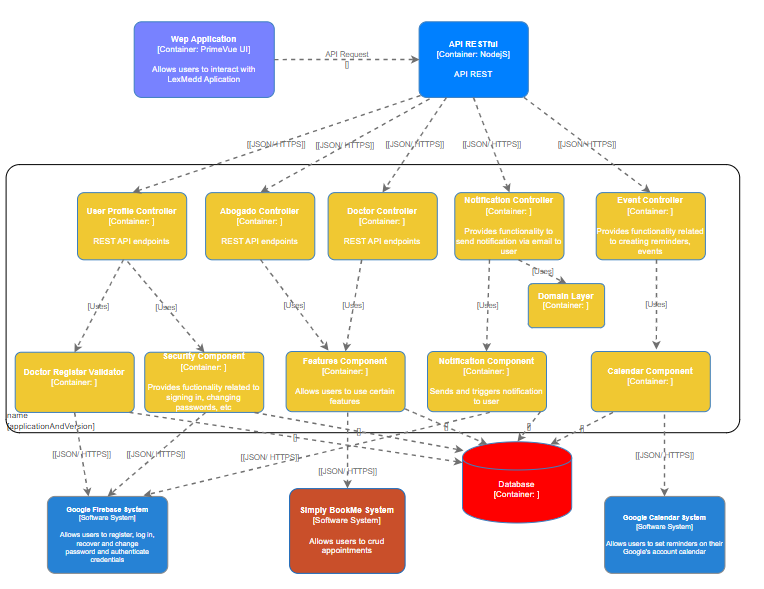 Wep Application
[Container: PrimeVue UI]
Allows users to interact with
LexMedd Aplication
API Request
[]
API RESTful
[Container: NodejS]
API REST
[[JSON/ HTTPS]]
[[JSON/ HTTPS]]
[[JSON/ HTTPS]]
[[JSON/ HTTPS]]
[[JSON/ HTTPS]]
User Profile Controller
[Container: ]
REST API endpoints
Abogado Controller
[Container: ]
REST API endpoints
Doctor Controller
[Container: ]
REST API endpoints
Notification Controller
[Container: ]
Provides functionality to
send notification via email to
user
Event Controller
[Container: ]
Provides functionality related
to creating reminders,
events
[Uses]
Domain Layer
[Container: ]
[Uses]
[Uses]
[Uses]
[Uses]
[Uses]
[Uses]
Doctor Register Validator
[Container: ]
Security Component
[Container: ]
Provides fuctionality related to
signing in, changing
passwords, etc
Features Component
[Container: ]
Allows users to use certain
features
Notification Component
[Container: ]
Sends and triggers notification
to user
Calendar Component
[Container: ]
name
[applicationAndVersion]
[]
[]
[]
[]
[]
[[JSON/ HTTPS]]
[[JSON/ HTTPS]]
[[JSON/ HTTPS]]
[[JSON/ HTTPS]]
[[JSON/ HTTPS]]
Database
[Container: ]
Google Firebase System
[Software System]
Allows users to register, log in,
recover and change
password and authenticate
credentials
Simply BookMe System
[Software System]
Allows users to crud
appointments
Google Calendar System
[Software System]
Allows users to set reminders on their
Google's account calendar